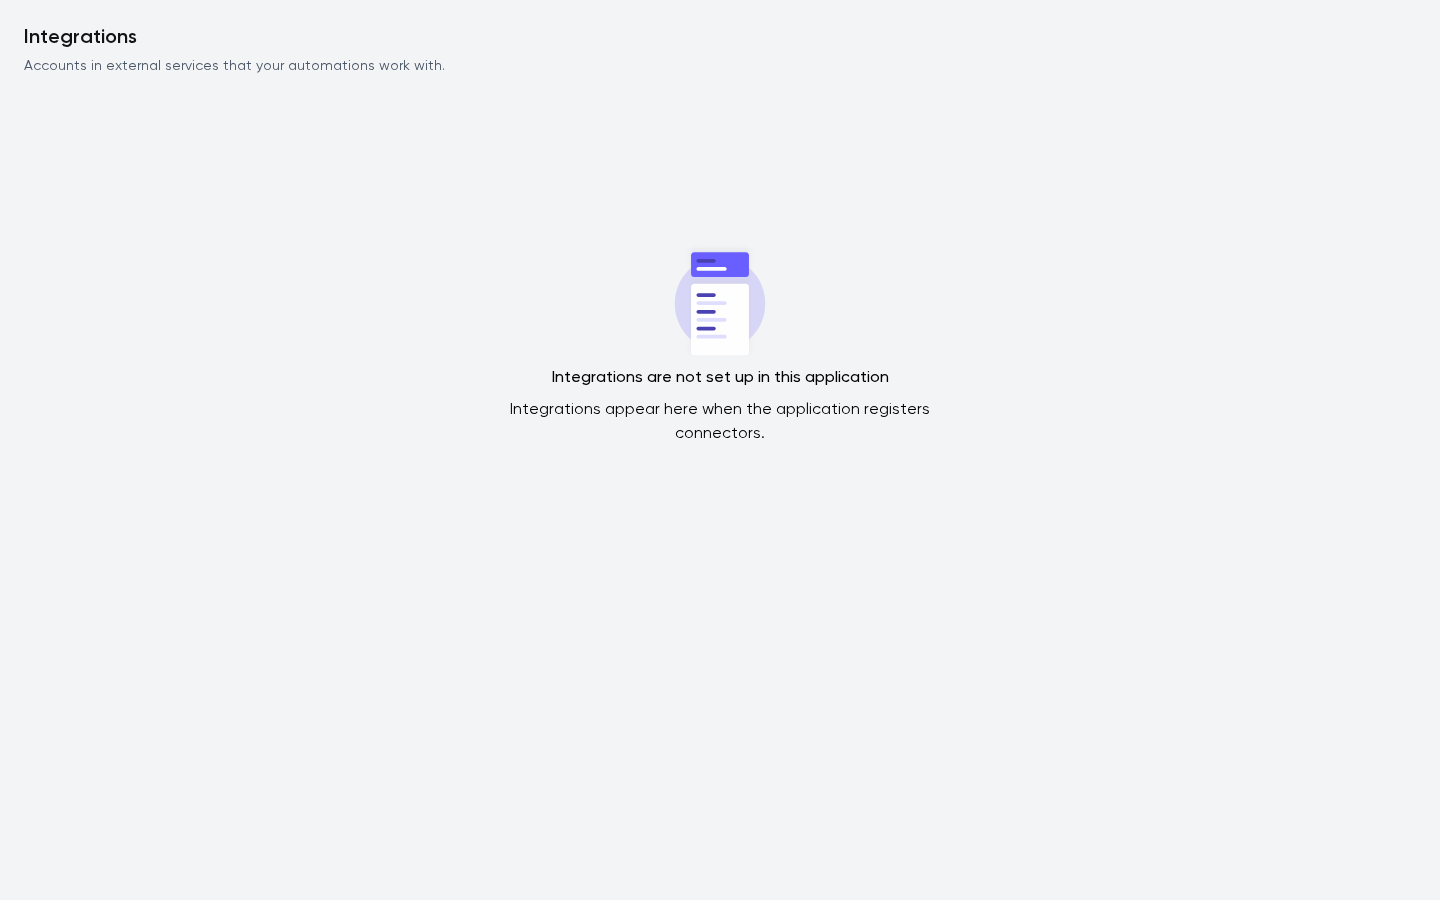 Integrations
Accounts in external services that your automations work with.
Integrations are not set up in this application
Integrations appear here when the application registers
connectors.